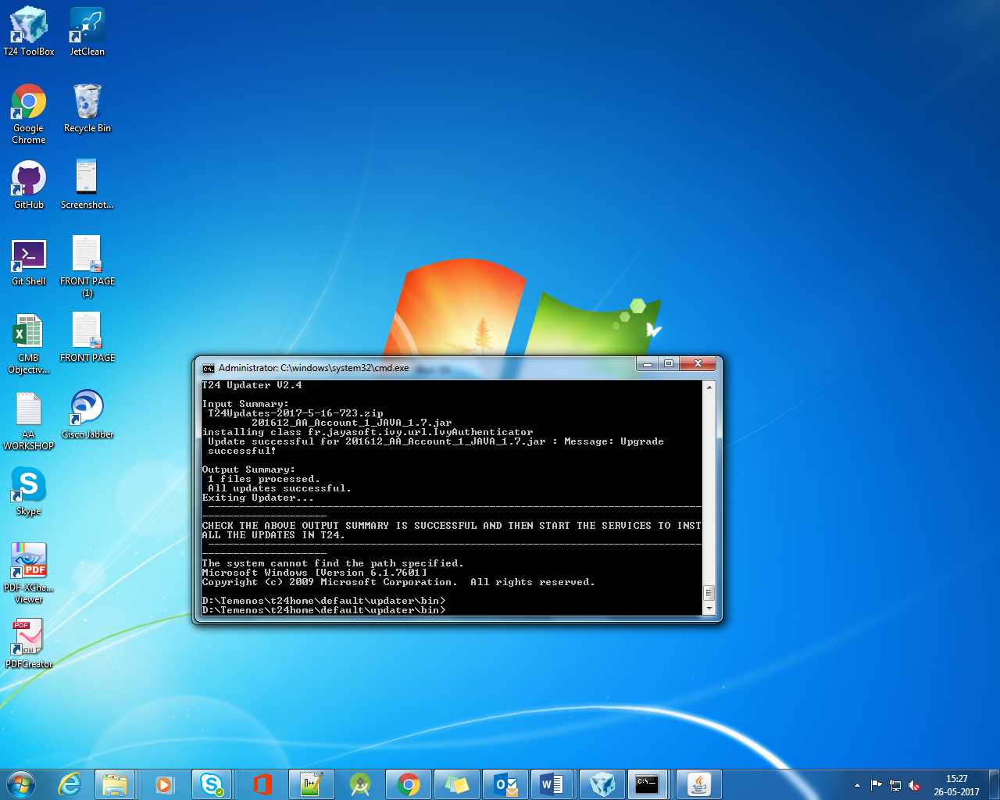 T24 ToolBox
JetClean
Google
Chrome
Recycle Bin
GitHub
Screenshot...
Git Shell
FRONT PAGE
(1)
CMB
Objectiv...
FRONT PAGE
AA
WORKSHOP
Cisco Jabber
Skype
PDF-XCha...
Viewer
PDFCreator
Administrator: C:\windows\system32\cmd.exe
T24 Updater V2.4
Input Summary:
T24Updates-2017-5-16-723.zip
201612_AA_Account_1_JAVA_1.7.jar
installing class fr.jayasoft.ivy.url.IvyAuthenticator
Update successful for 201612_AA_Account_1_JAVA_1.7.jar : Message: Upgrade
successful!
Output Summary:
1 files processed.
All updates successful.
Exiting Updater...
--------------------------------------------------------------------------------
--------------------
CHECK THE ABOVE OUTPUT SUMMARY IS SUCCESSFUL AND THEN START THE SERVICES TO INST
ALL THE UPDATES IN T24.
--------------------------------------------------------------------------------
--------------------
The system cannot find the path specified.
Microsoft Windows [Version 6.1.7601]
Copyright (c) 2009 Microsoft Corporation.  All rights reserved.
D:\Temenos\t24home\default\updater\bin>
D:\Temenos\t24home\default\updater\bin>
15:27
26-05-2017